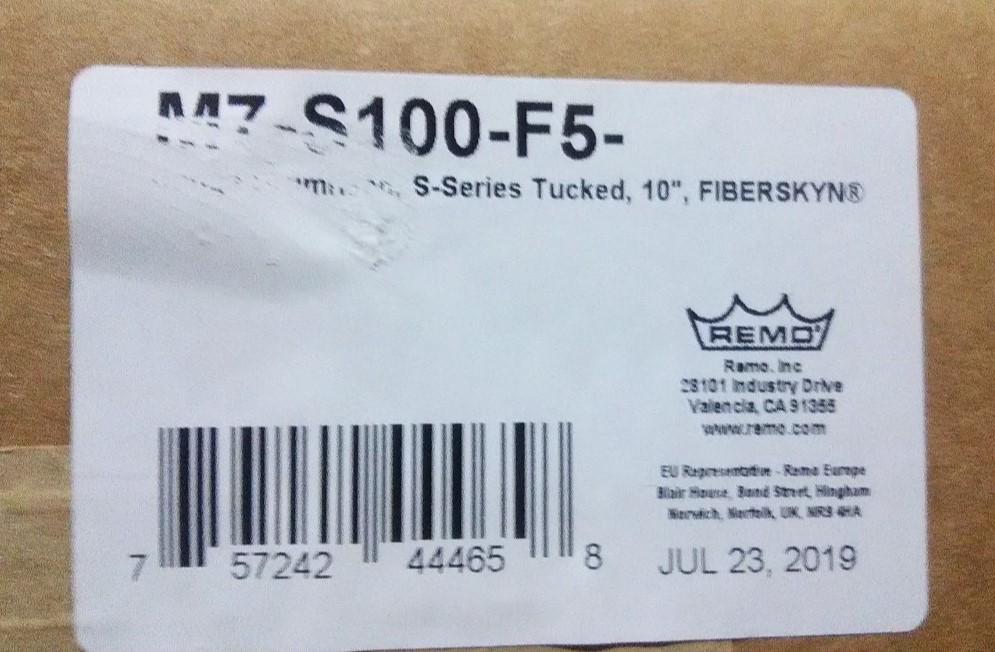 S100-F5-
S-Series Tucked, 10", FIBERSKYN®
REMO®
Remo, Inc
28101 Industry Drive
Valencia, CA 91355
www.remo.com
EU Representative - Remo Europe
Blair House, Bond Street, Hingham
Norwich, Norfolk, UK, NR9 4HA
7 57242 44465 8
JUL 23, 2019